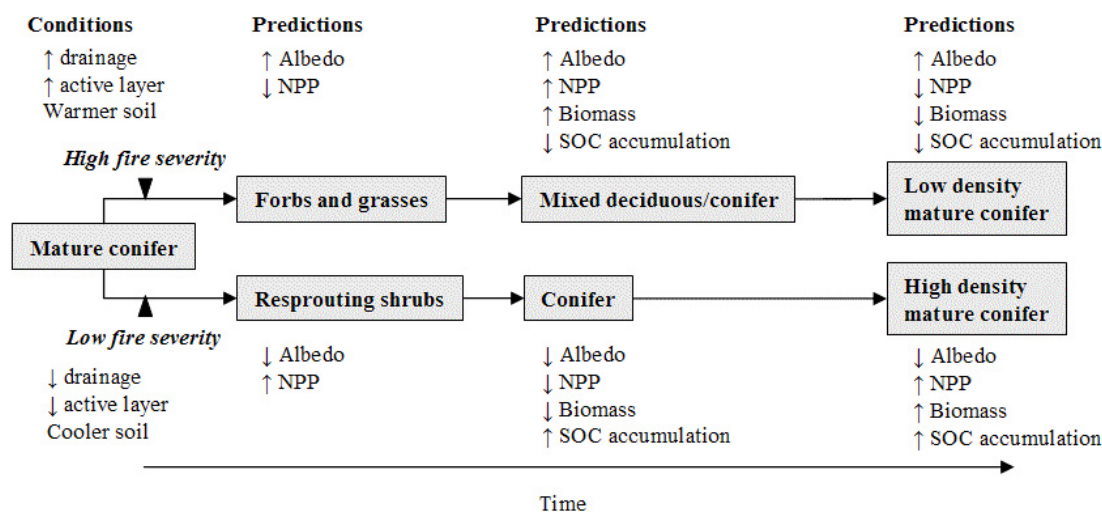 Conditions
↑ drainage
↑ active layer
Warmer soil
Predictions
↑ Albedo
↓ NPP
Predictions
↑ Albedo
↑ NPP
↑ Biomass
↓ SOC accumulation
Predictions
↑ Albedo
↓ NPP
↓ Biomass
↓ SOC accumulation
High fire severity
Forbs and grasses
Mixed deciduous/conifer
Low density
mature conifer
Mature conifer
Resprouting shrubs
Conifer
High density
mature conifer
Low fire severity
↓ drainage
↓ active layer
Cooler soil
↓ Albedo
↑ NPP
↓ Albedo
↓ NPP
↓ Biomass
↑ SOC accumulation
↓ Albedo
↑ NPP
↑ Biomass
↑ SOC accumulation
Time